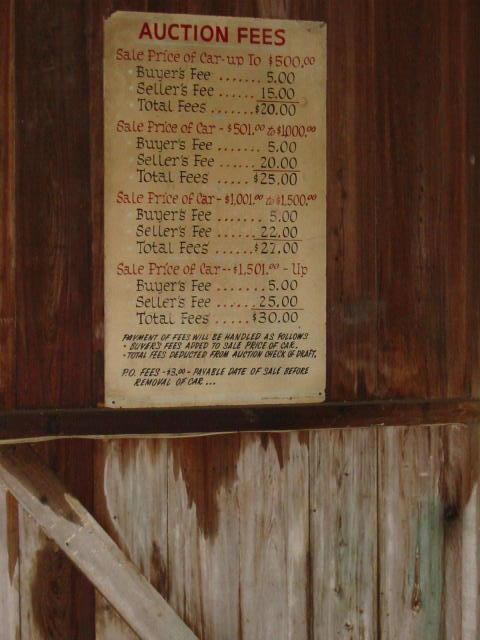 AUCTION FEES
Sale Price of Car-up To $500.00
Buyer's Fee ....... 5.00
Seller's Fee ...... 15.00
Total Fees .......$20.00
Sale Price of Car - $501.00 to $1000.00
Buyer's Fee ....... 5.00
Seller's Fee ...... 20.00
Total Fees ..... $25.00
Sale Price of Car - $1,001.00 to $1,500.00
Buyer's Fee ....... 5.00
Seller's Fee ...... 22.00
Total Fees ..... $27.00
Sale Price of Car--$1,501.00 - Up
Buyer's Fee ....... 5.00
Seller's Fee ...... 25.00
Total Fees ..... $30.00
PAYMENT OF FEES WILL BE HANDLED AS FOLLOWS
· BUYER'S FEES ADDED TO SALE PRICE OF CAR.
· TOTAL FEES DEDUCTED FROM AUCTION CHECK OF DRAFT.
P.O. FEES - $3.00 - PAYABLE DATE OF SALE BEFORE
REMOVAL OF CAR ...